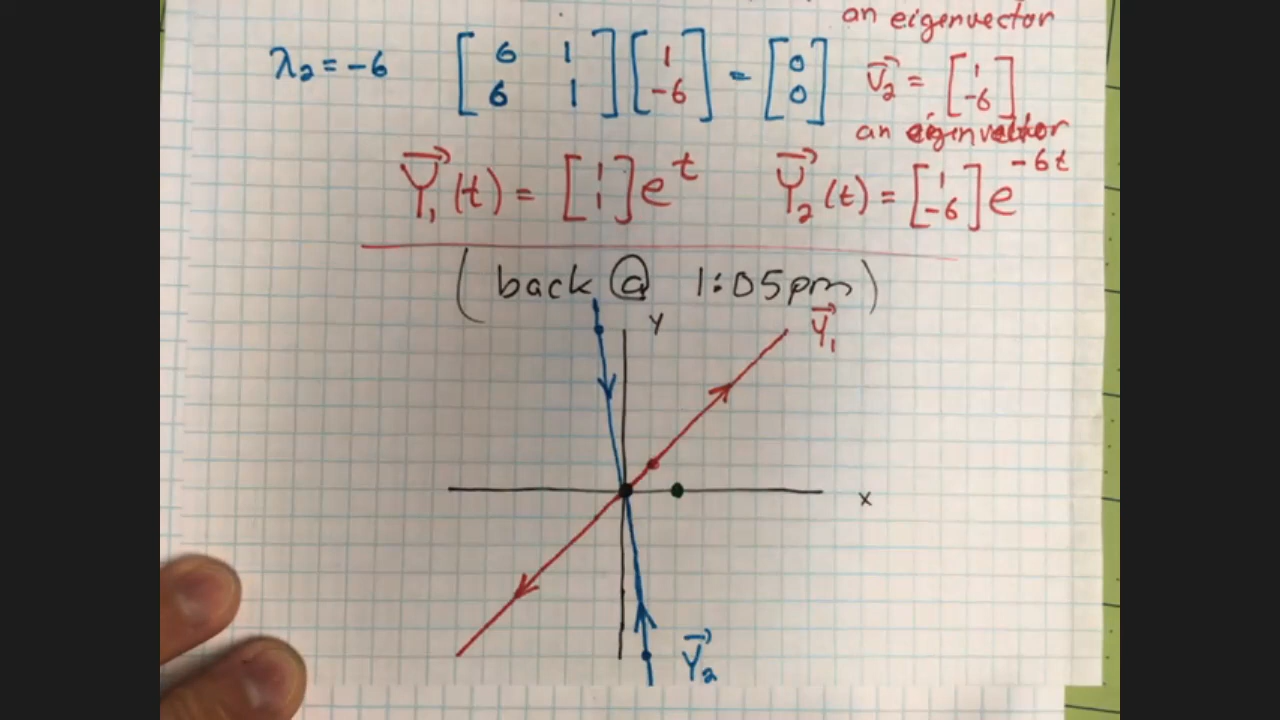 an eigenvector
λ₂ = -6 [6 1; 6 1] [1; -6] = [0; 0] v⃗₂ = [1; -6]
an eigenvector
Y⃗₁(t) = [1; 1] e^t Y⃗₂(t) = [1; -6] e^-6t
(back @ 1:05pm)
y Y⃗₁
x
Y⃗₂